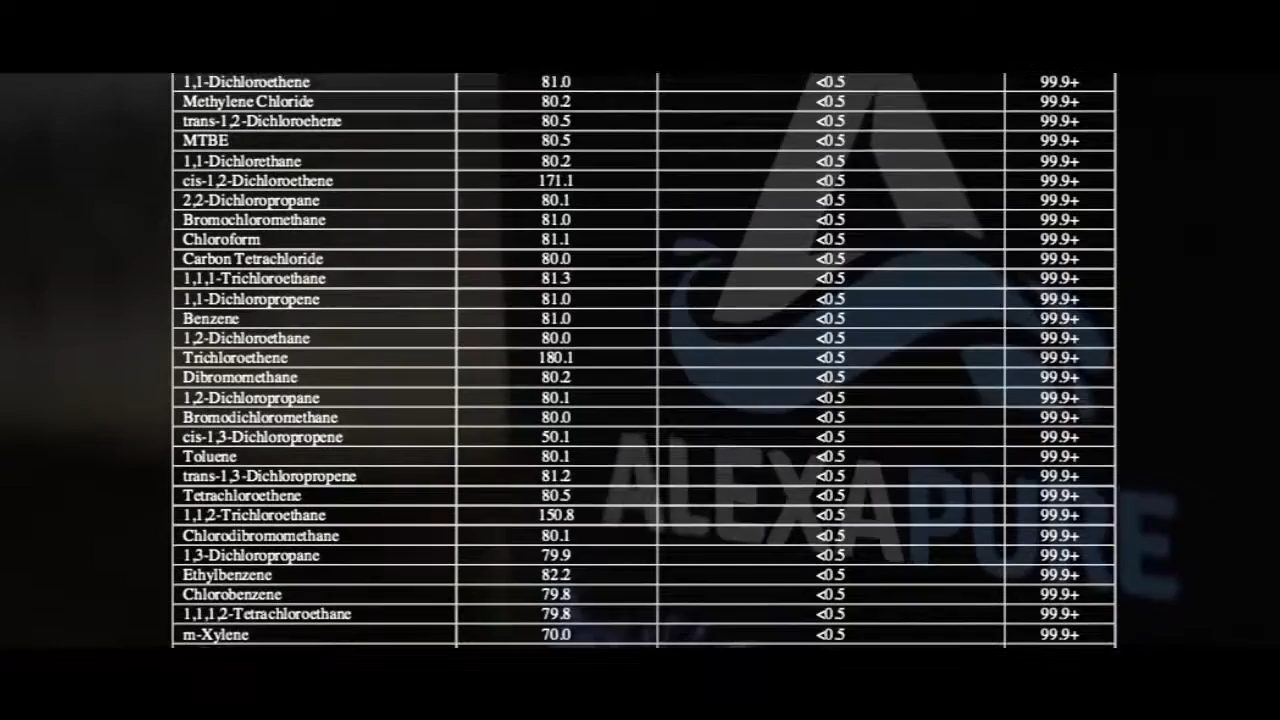 1,1-Dichloroethene 81.0 <0.5 99.9+
Methylene Chloride 80.2 <0.5 99.9+
trans-1,2-Dichloroehene 80.5 <0.5 99.9+
MTBE 80.5 <0.5 99.9+
1,1-Dichlorethane 80.2 <0.5 99.9+
cis-1,2-Dichloroethene 171.1 <0.5 99.9+
2,2-Dichloropropane 80.1 <0.5 99.9+
Bromochloromethane 81.0 <0.5 99.9+
Chloroform 81.1 <0.5 99.9+
Carbon Tetrachloride 80.0 <0.5 99.9+
1,1,1-Trichloroethane 81.3 <0.5 99.9+
1,1-Dichloropropene 81.0 <0.5 99.9+
Benzene 81.0 <0.5 99.9+
1,2-Dichloroethane 80.0 <0.5 99.9+
Trichloroethene 180.1 <0.5 99.9+
Dibromomethane 80.2 <0.5 99.9+
1,2-Dichloropropane 80.1 <0.5 99.9+
Bromodichloromethane 80.0 <0.5 99.9+
cis-1,3-Dichloropropene 50.1 <0.5 99.9+
Toluene 80.1 <0.5 99.9+
trans-1,3-Dichloropropene 81.2 <0.5 99.9+
Tetrachloroethene 80.5 <0.5 99.9+
1,1,2-Trichloroethane 150.8 <0.5 99.9+
Chlorodibromomethane 80.1 <0.5 99.9+
1,3-Dichloropropane 79.9 <0.5 99.9+
Ethylbenzene 82.2 <0.5 99.9+
Chlorobenzene 79.8 <0.5 99.9+
1,1,1,2-Tetrachloroethane 79.8 <0.5 99.9+
m-Xylene 70.0 <0.5 99.9+
ALEXAPURE